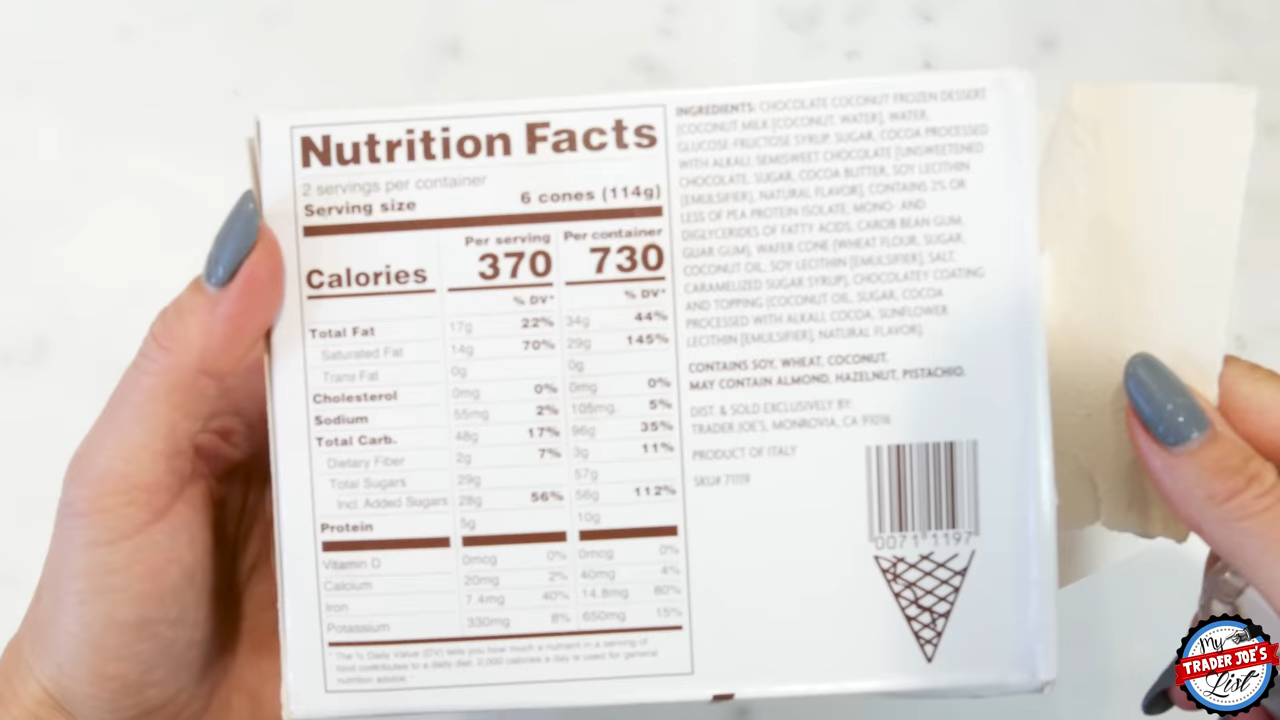 Nutrition Facts
2 servings per container
Serving size 6 cones (114g)
Per serving Per container
Calories 370 730
% DV* % DV*
Total Fat 17g 22% 34g 44%
Saturated Fat 14g 70% 29g 145%
Trans Fat 0g 0g
Cholesterol 0mg 0% 0mg 0%
Sodium 55mg 2% 105mg 5%
Total Carb. 48g 17% 96g 35%
Dietary Fiber 2g 7% 3g 11%
Total Sugars 29g 57g
Incl. Added Sugars 28g 56% 56g 112%
Protein 5g 10g
Vitamin D 0mcg 0% 0mcg 0%
Calcium 20mg 2% 40mg 4%
Iron 7.4mg 40% 14.8mg 80%
Potassium 330mg 8% 650mg 15%
* The % Daily Value (DV) tells you how much a nutrient in a serving of
food contributes to a daily diet. 2,000 calories a day is used for general
nutrition advice.
INGREDIENTS: CHOCOLATE COCONUT FROZEN DESSERT
(COCONUT MILK [COCONUT, WATER], WATER,
GLUCOSE-FRUCTOSE SYRUP, SUGAR, COCOA PROCESSED
WITH ALKALI, SEMISWEET CHOCOLATE [UNSWEETENED
CHOCOLATE, SUGAR, COCOA BUTTER, SOY LECITHIN
(EMULSIFIER), NATURAL FLAVOR], CONTAINS 2% OR
LESS OF PEA PROTEIN ISOLATE, MONO- AND
DIGLYCERIDES OF FATTY ACIDS, CAROB BEAN GUM,
GUAR GUM), WAFER CONE (WHEAT FLOUR, SUGAR,
COCONUT OIL, SOY LECITHIN [EMULSIFIER], SALT,
CARAMELIZED SUGAR SYRUP), CHOCOLATEY COATING
AND TOPPING (COCONUT OIL, SUGAR, COCOA
PROCESSED WITH ALKALI, COCOA, SUNFLOWER
LECITHIN [EMULSIFIER], NATURAL FLAVOR).
CONTAINS SOY, WHEAT, COCONUT.
MAY CONTAIN ALMOND, HAZELNUT, PISTACHIO.
DIST. & SOLD EXCLUSIVELY BY:
TRADER JOE'S, MONROVIA, CA 91016
PRODUCT OF ITALY
SKU# 71119
0071 1197
My
TRADER JOE'S
List